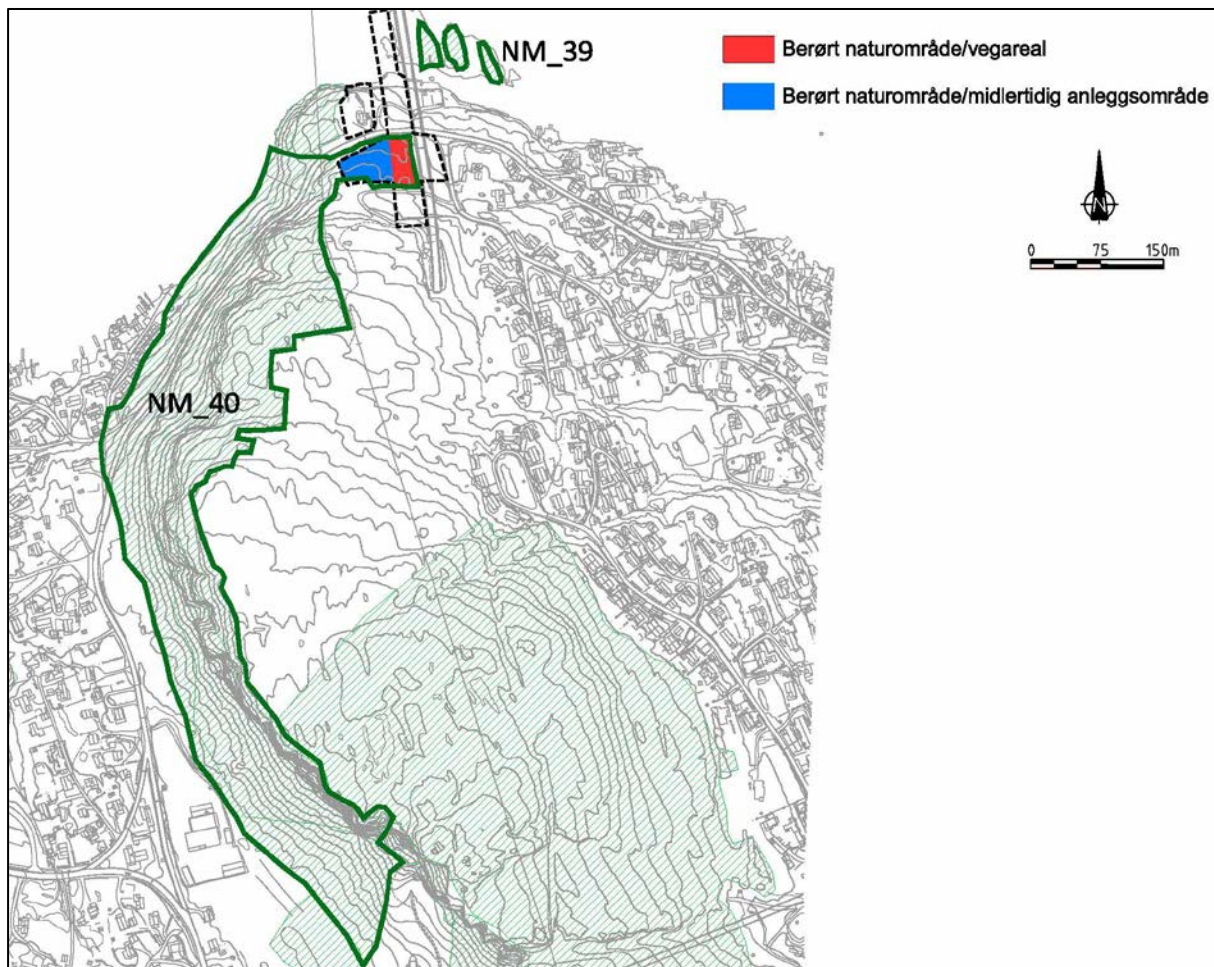 NM_39
Berørt naturområde/vegareal
Berørt naturområde/midlertidig anleggsområde
N
0 75 150m
NM_40